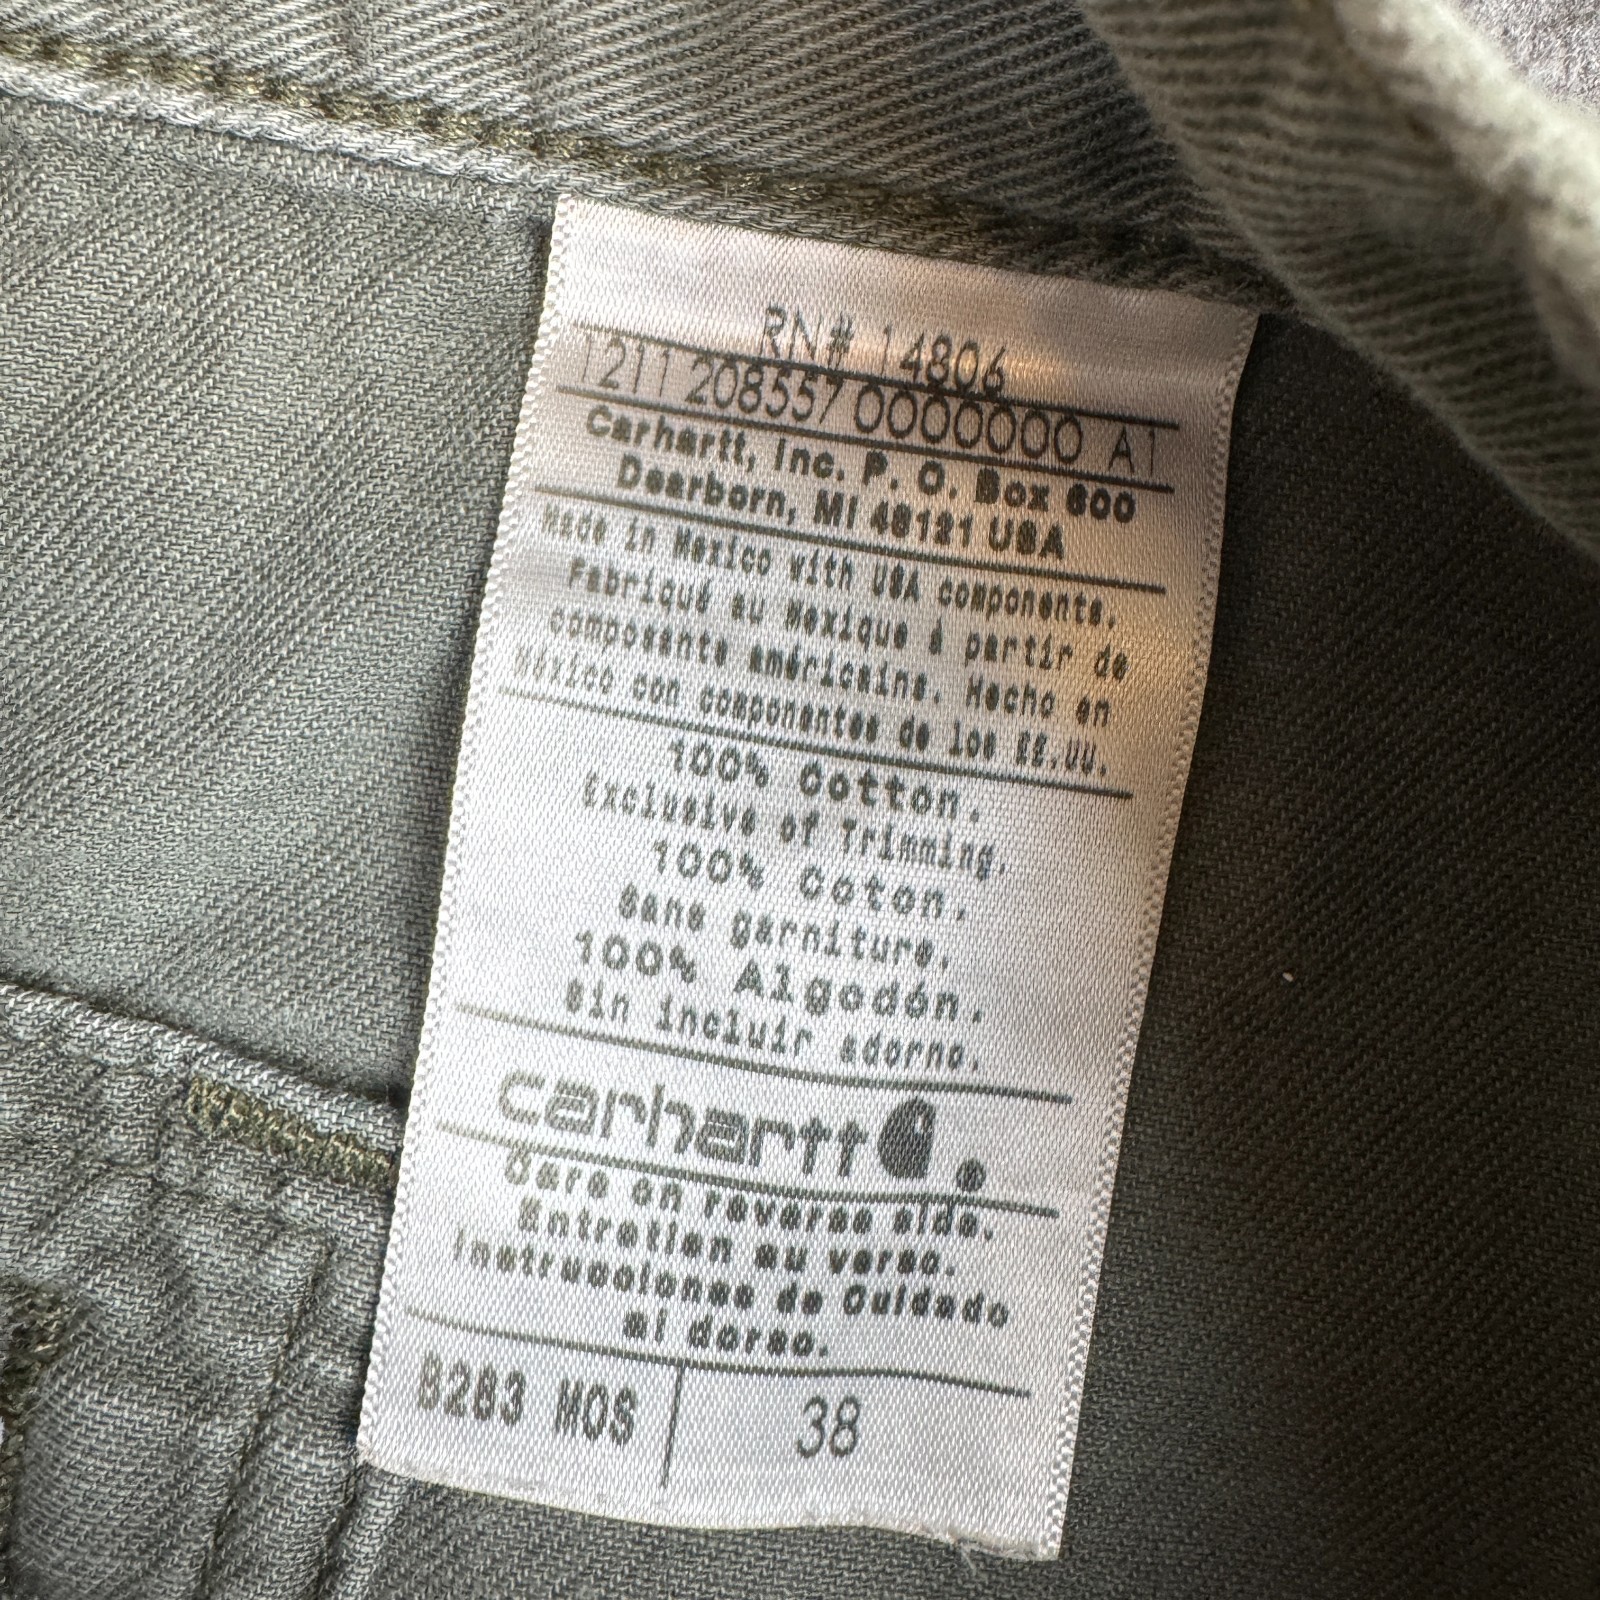 RN# 14806
1211 208557 0000000 A1
Carhartt, Inc. P. O. Box 600
Dearborn, MI 48121 USA
Made in Mexico with USA components.
Fabriqué au Mexique à partir de
composants américains. Hecho en
México con componentes de los EE.UU.
100% Cotton.
Exclusive of Trimming.
100% Coton.
Sans garniture.
100% Algodón.
Sin incluir adorno.
carhartt
Care on reverse side.
Entretien au verso.
Instrucciones de Cuidado
al dorso.
B283 MOS
38